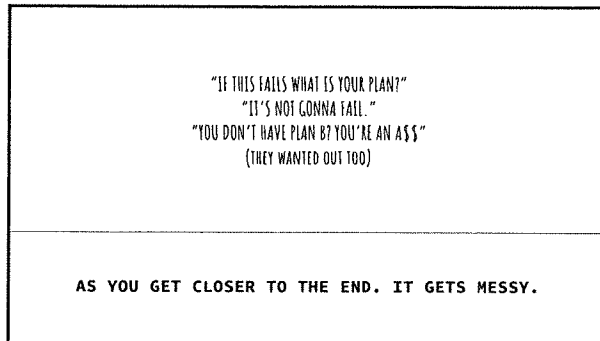 "IF THIS FAILS WHAT IS YOUR PLAN?"
"IT'S NOT GONNA FAIL."
"YOU DON'T HAVE PLAN B? YOU'RE AN A$$"
(THEY WANTED OUT TOO)
AS YOU GET CLOSER TO THE END. IT GETS MESSY.